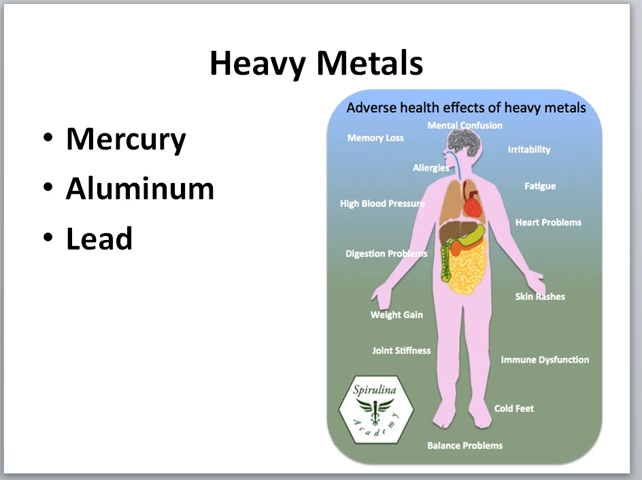 Heavy Metals
• Mercury
• Aluminum
• Lead
Adverse health effects of heavy metals
Mental Confusion
Memory Loss
Irritability
Allergies
Fatigue
High Blood Pressure
Heart Problems
Digestion Problems
Skin Rashes
Weight Gain
Joint Stiffness
Immune Dysfunction
Spirulina
Academy
Cold Feet
Balance Problems